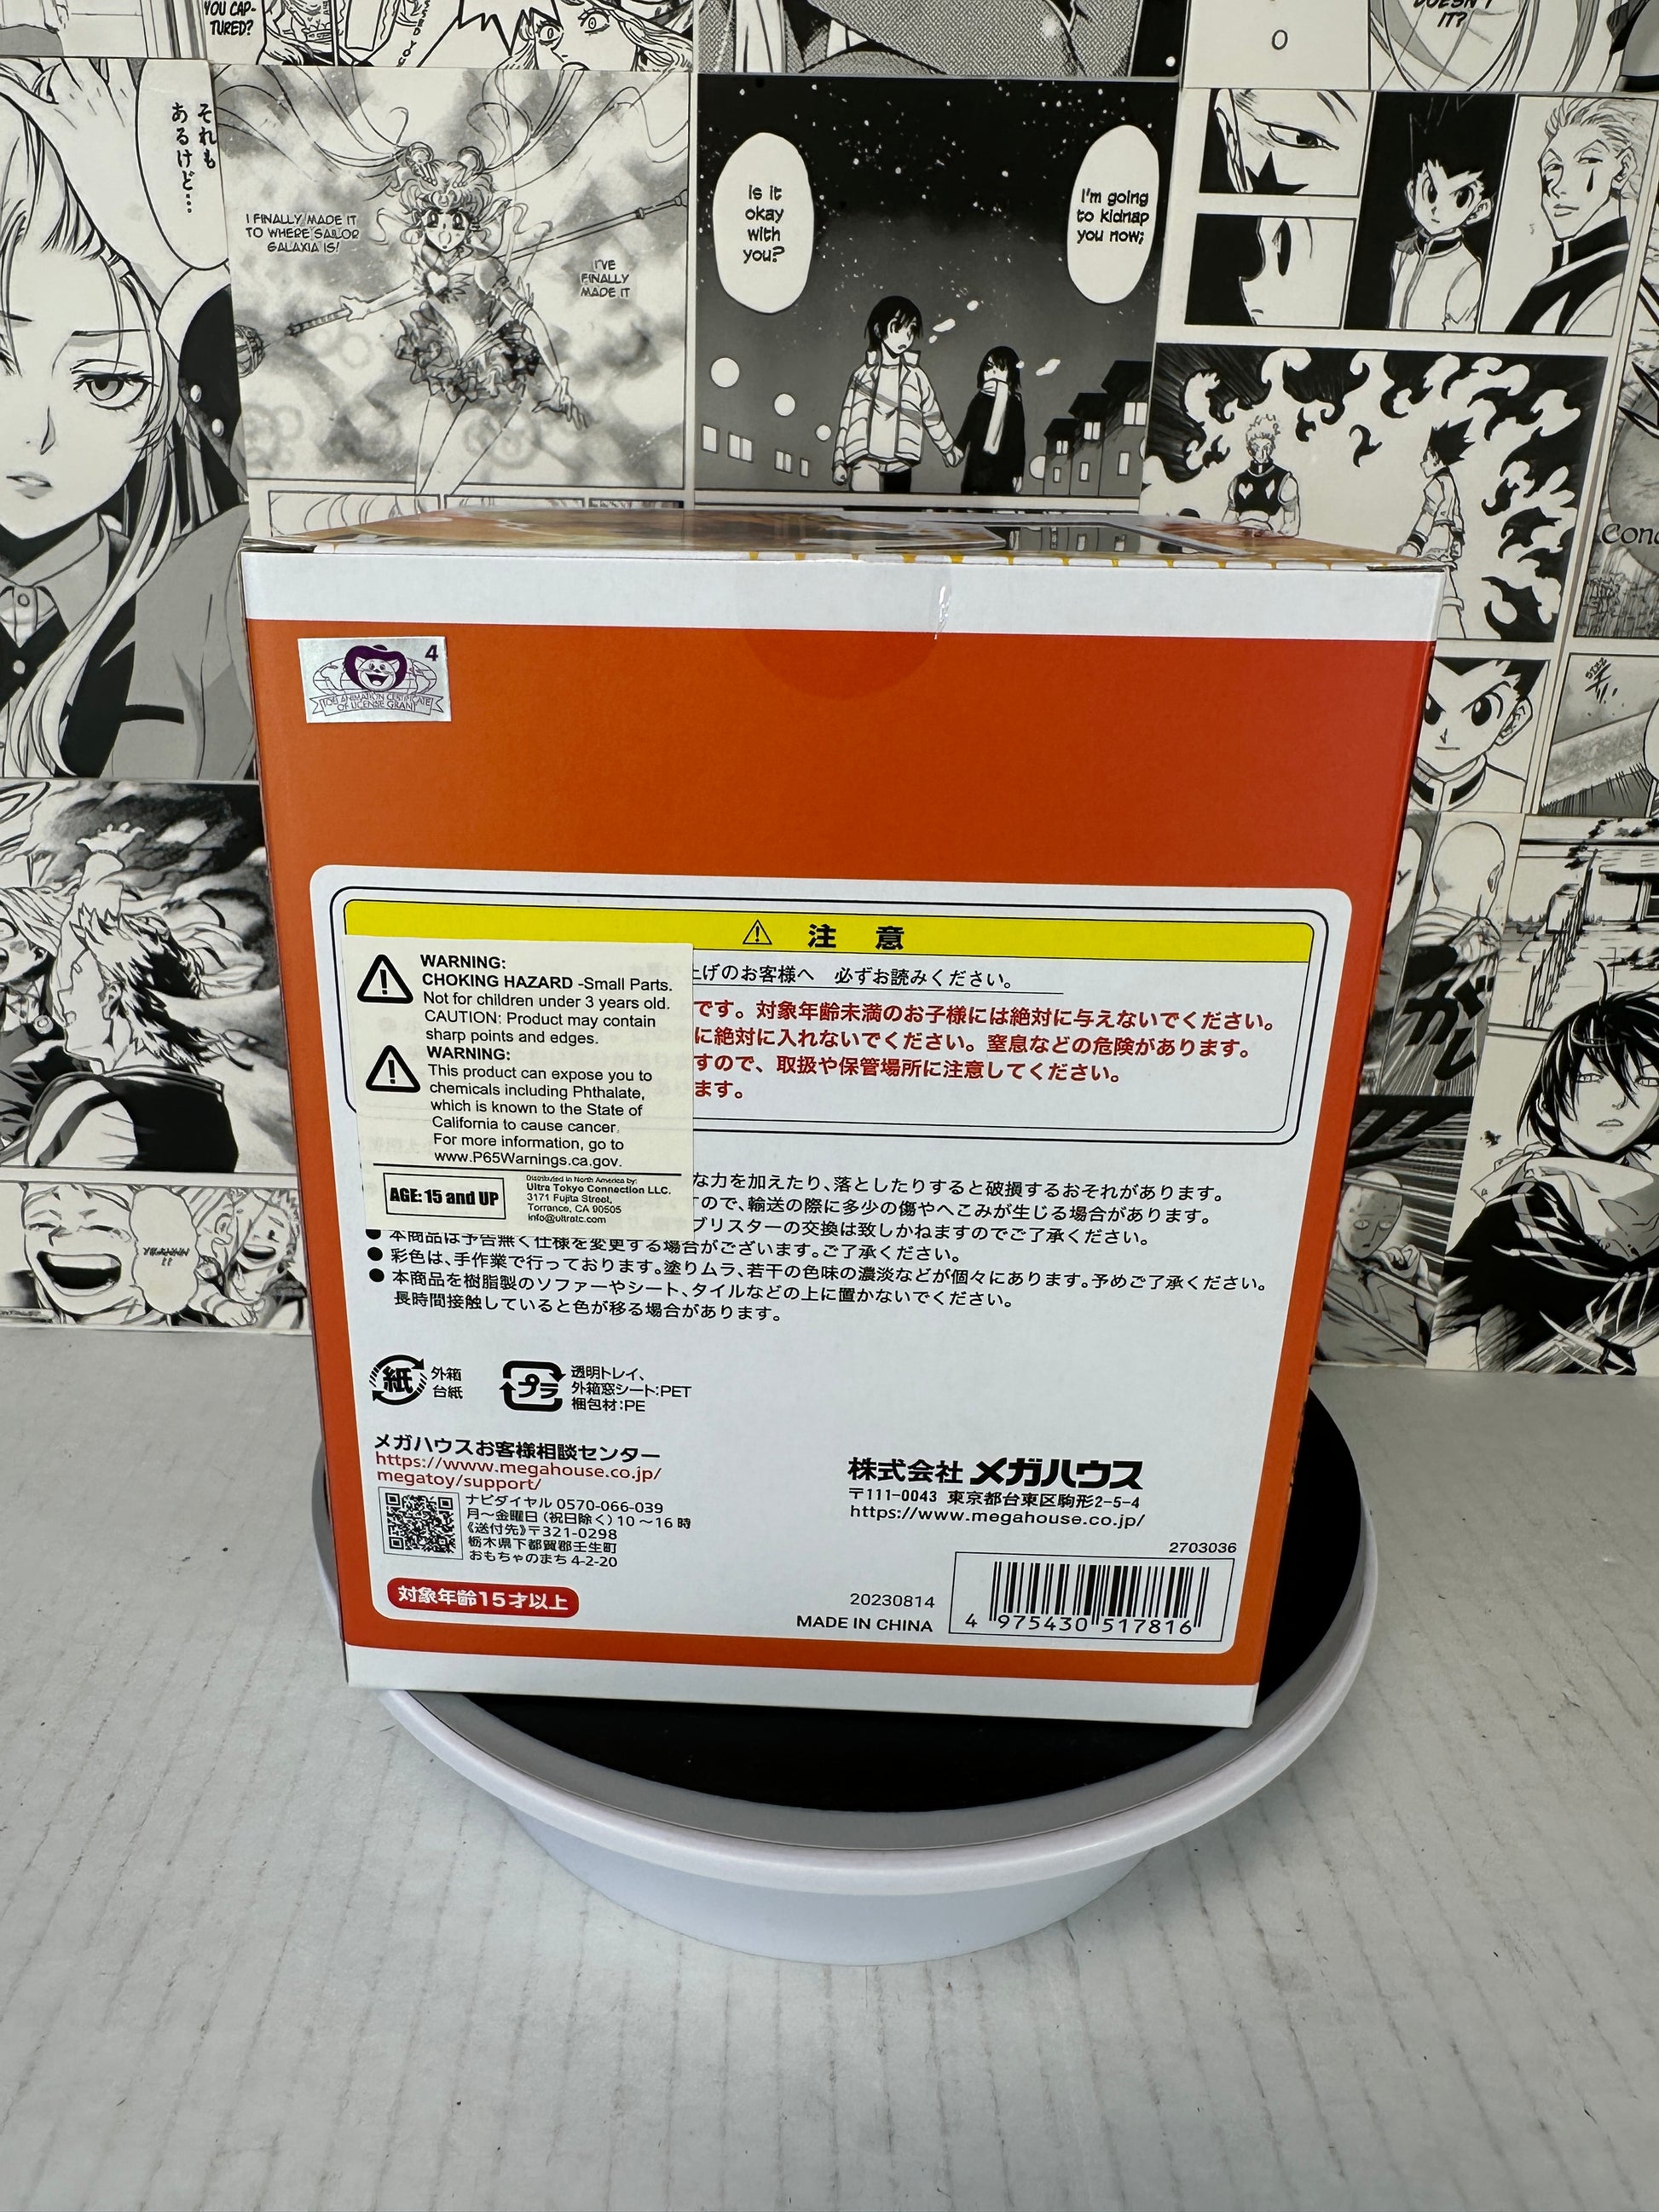 YOU CAP-
TURED?
DOESN'T
IT?
それも
あるけど…
I FINALLY MADE IT
TO WHERE SAILOR
GALAXIA IS!
I'VE
FINALLY
MADE IT
Is it
okay
with
you?
I'm going
to kidnap
you now;
4
TOEI ANIMATION CERTIFICATE
OF LICENSE GRANT
注 意
上げのお客様へ 必ずお読みください。
です。対象年齢未満のお子様には絶対に与えないでください。
に絶対に入れないでください。窒息などの危険があります。
すので、取扱や保管場所に注意してください。
ます。
WARNING:
CHOKING HAZARD -Small Parts.
Not for children under 3 years old.
CAUTION: Product may contain
sharp points and edges.
WARNING:
This product can expose you to
chemicals including Phthalate,
which is known to the State of
California to cause cancer.
For more information, go to
www.P65Warnings.ca.gov.
AGE: 15 and UP
Distributed in North America by:
Ultra Tokyo Connection LLC.
3171 Fujita Street,
Torrance, CA 90505
info@ultratc.com
な力を加えたり、落としたりすると破損するおそれがあります。
ので、輸送の際に多少の傷やへこみが生じる場合があります。
ブリスターの交換は致しかねますのでご了承ください。
● 本商品は予告無く仕様を変更する場合がございます。ご了承ください。
● 彩色は、手作業で行っております。塗りムラ、若干の色味の濃淡などが個々にあります。予めご了承ください。
● 本商品を樹脂製のソファーやシート、タイルなどの上に置かないでください。
長時間接触していると色が移る場合があります。
紙
外箱
台紙
プラ
透明トレイ、
外箱窓シート:PET
梱包材:PE
メガハウスお客様相談センター
https://www.megahouse.co.jp/
megatoy/support/
ナビダイヤル 0570-066-039
月〜金曜日(祝日除く)10〜16時
《送付先》〒321-0298
栃木県下都賀郡壬生町
おもちゃのまち 4-2-20
対象年齢15才以上
株式会社 メガハウス
〒111-0043 東京都台東区駒形2-5-4
https://www.megahouse.co.jp/
2703036
20230814
MADE IN CHINA
4 975430 517816